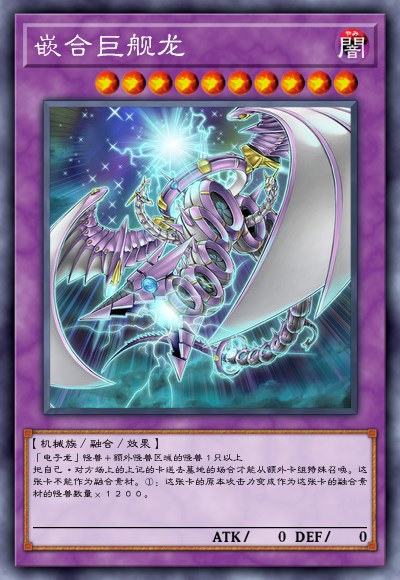 嵌合巨舰龙
やみ
闇
【机械族／融合／效果】
「电子龙」怪兽＋额外怪兽区域的怪兽1只以上
把自己·对方场上的上记的卡送去墓地的场合才能从额外卡组特殊召唤。这
张卡不能作为融合素材。①：这张卡的原本攻击力变成作为这张卡的融合素
材的怪兽数量×1200。
ATK/ 0 DEF/ 0